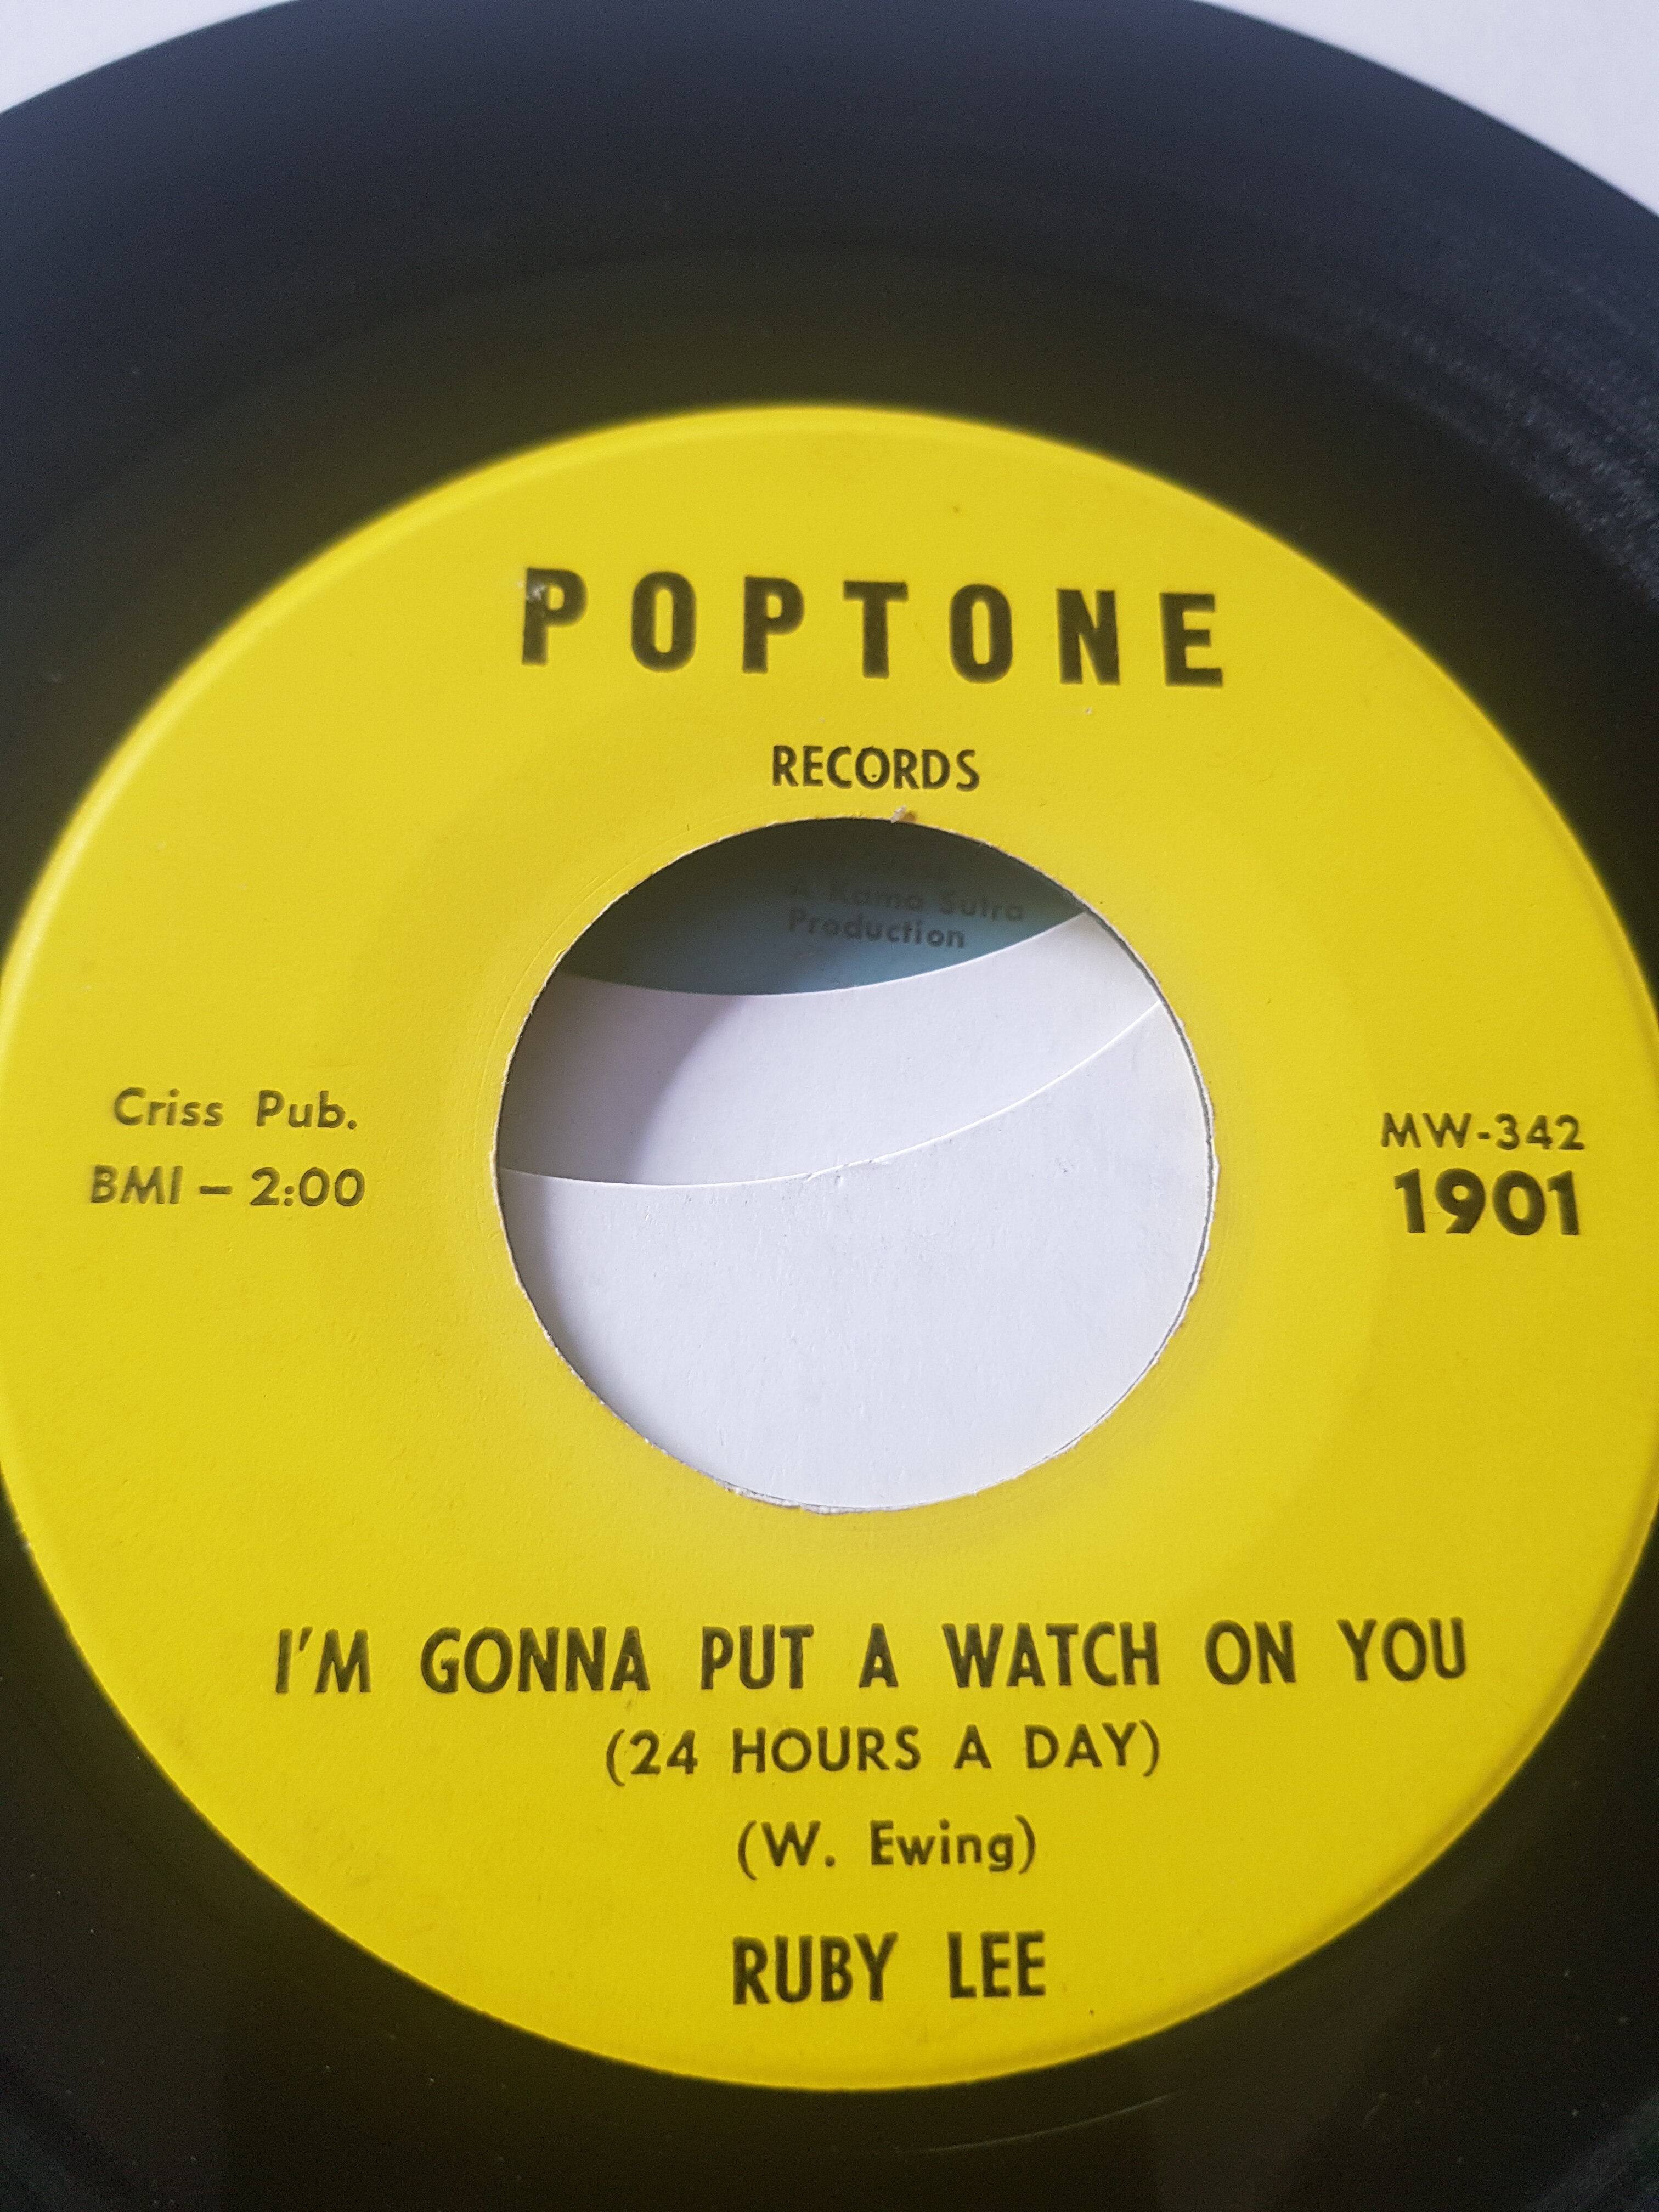 POPTONE
RECORDS
A Kama Sutra
Production
Criss Pub.
BMI – 2:00
MW-342
1901
I'M GONNA PUT A WATCH ON YOU
(24 HOURS A DAY)
(W. Ewing)
RUBY LEE